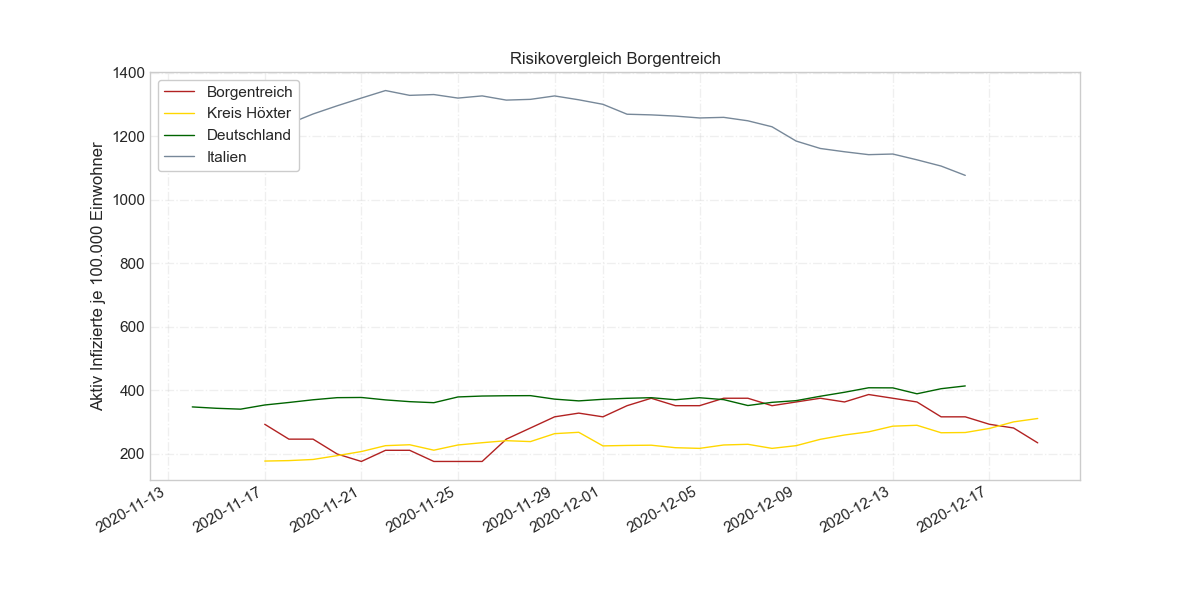 Risikovergleich Borgentreich
Aktiv Infizierte je 100.000 Einwohner
1400
1200
1000
800
600
400
200
Borgentreich
Kreis Höxter
Deutschland
Italien
2020-11-13
2020-11-17
2020-11-21
2020-11-25
2020-11-29
2020-12-01
2020-12-05
2020-12-09
2020-12-13
2020-12-17